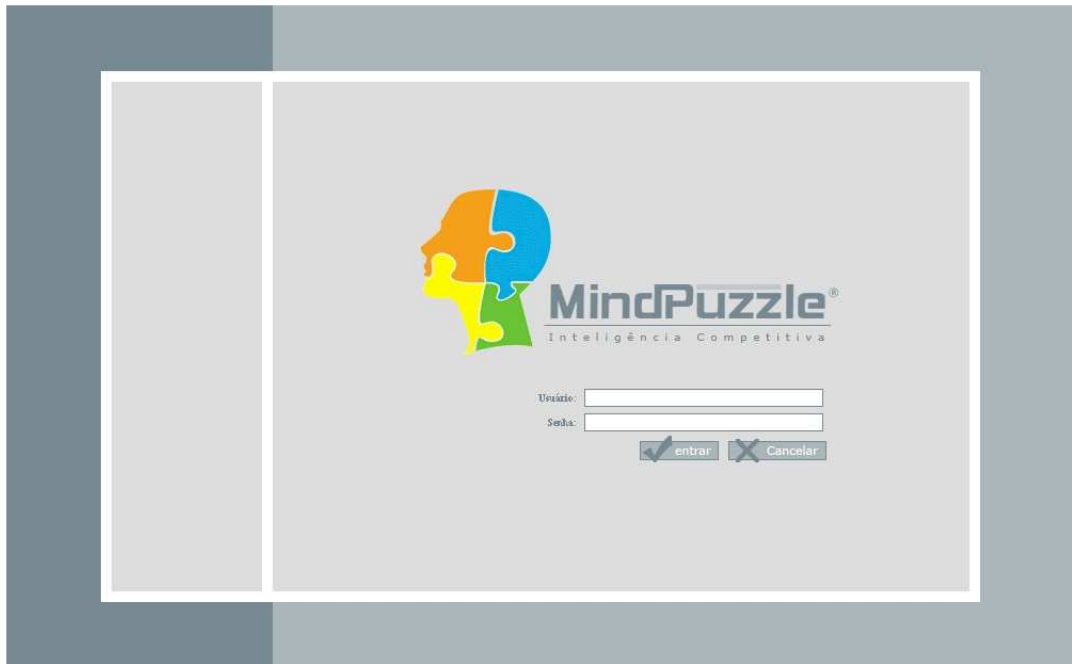 MindPuzzle®
Inteligência Competitiva
Usuário:
Senha:
entrar Cancelar